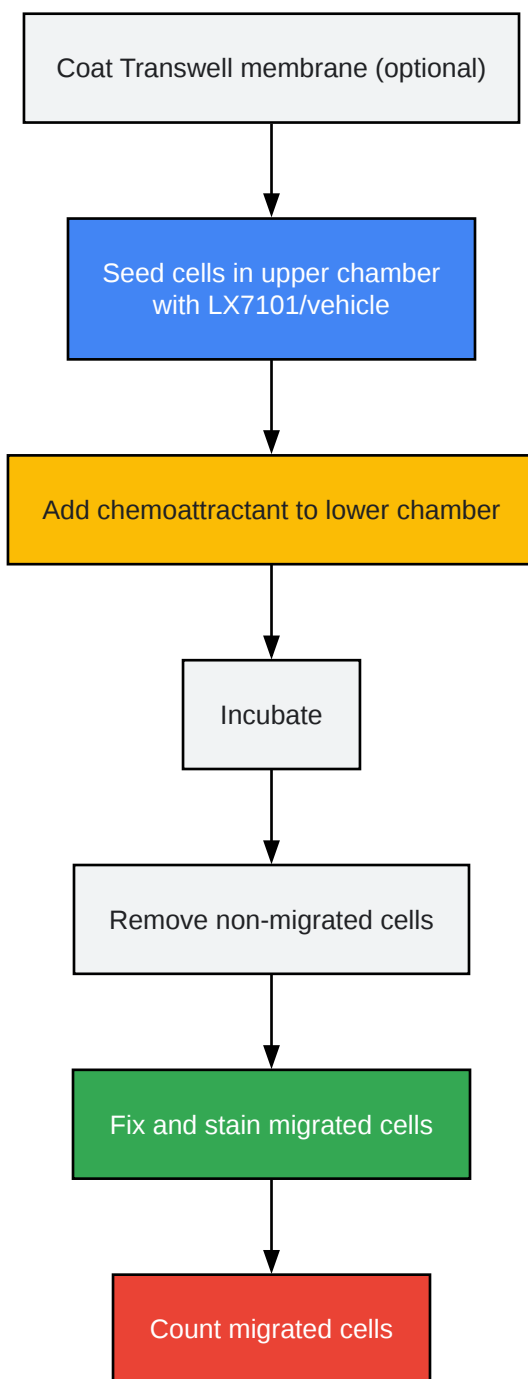 Coat Transwell membrane (optional)
Seed cells in upper chamber
with LX7101/vehicle
Add chemoattractant to lower chamber
Incubate
Remove non-migrated cells
Fix and stain migrated cells
Count migrated cells